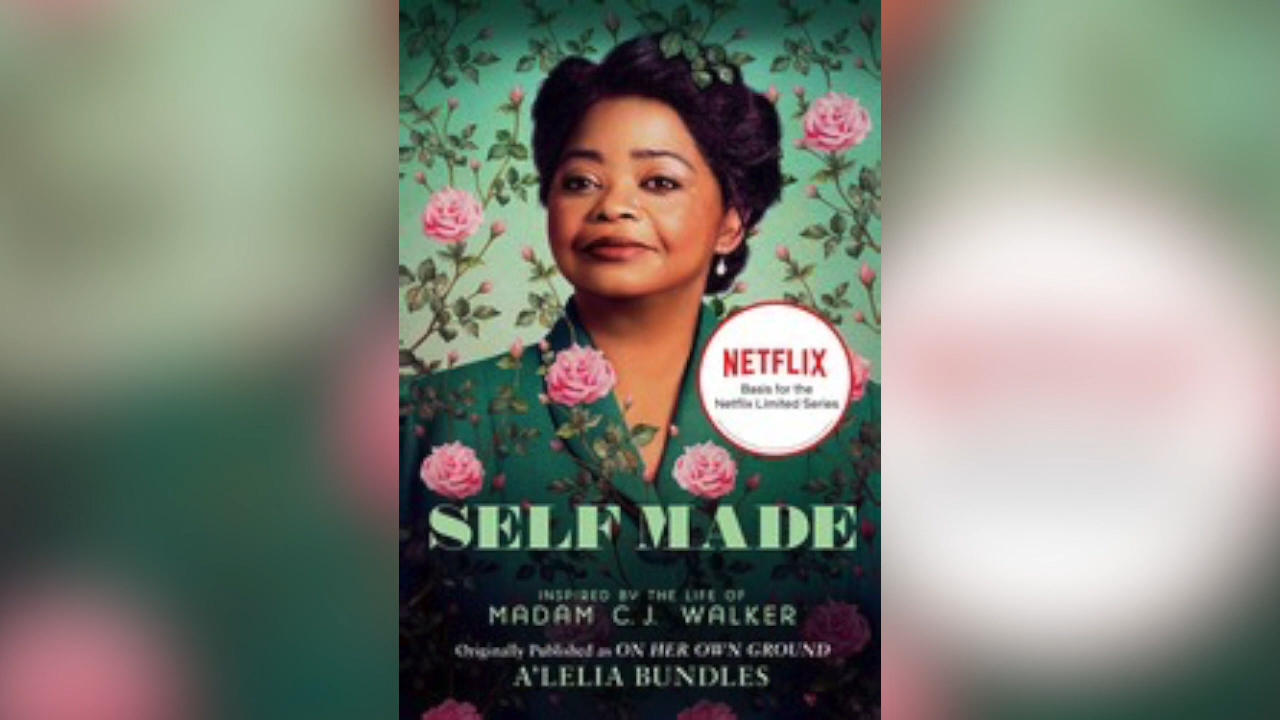 NETFLIX
Basis for the
Netflix Limited Series
SELF MADE
INSPIRED BY THE LIFE OF
MADAM C.J. WALKER
Originally Published as ON HER OWN GROUND
A'LELIA BUNDLES